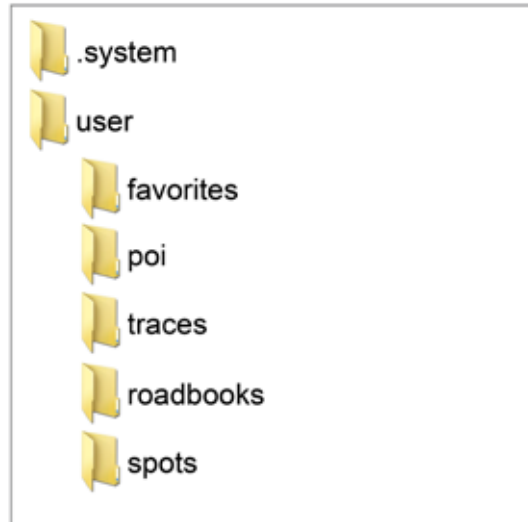 .system
user
favorites
poi
traces
roadbooks
spots